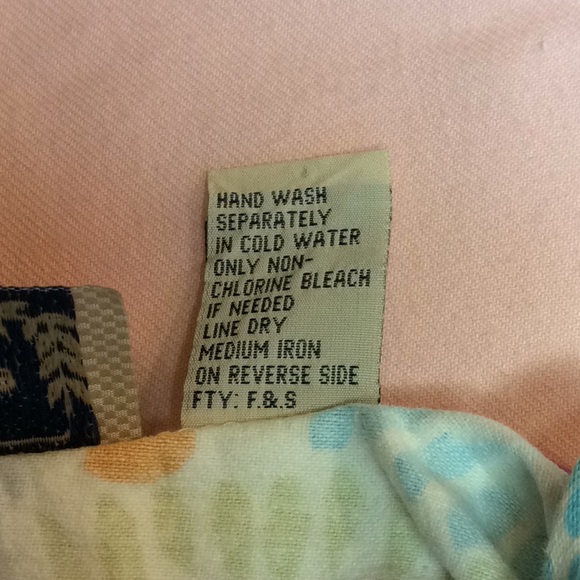 HAND WASH
SEPARATELY
IN COLD WATER
ONLY NON-
CHLORINE BLEACH
IF NEEDED
LINE DRY
MEDIUM IRON
ON REVERSE SIDE
FTY: F.&.S